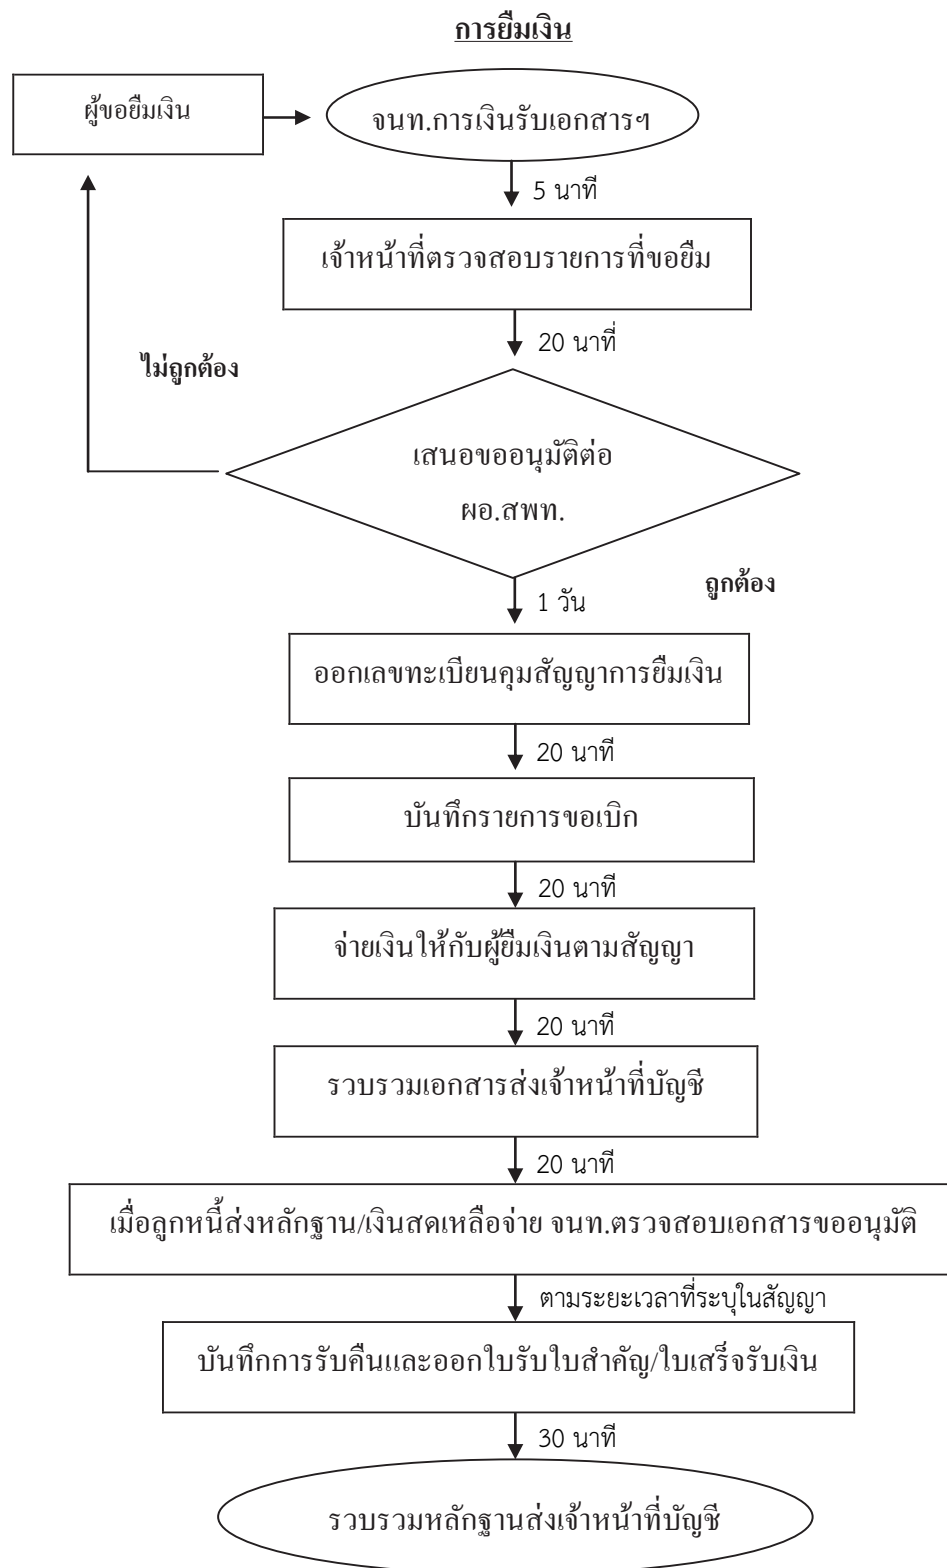 การยืมเงิน
ผู้ขอยืมเงิน
จนท.การเงินรับเอกสารฯ
5 นาที
เจ้าหน้าที่ตรวจสอบรายการที่ขอยืม
20 นาที่
ไม่ถูกต้อง
เสนอขออนุมัติต่อ
ผอ.สพท.
ถูกต้อง
1 วัน
ออกเลขทะเบียนคุมสัญญาการยืมเงิน
20 นาที
บันทึกรายการขอเบิก
20 นาที
จ่ายเงินให้กับผู้ยืมเงินตามสัญญา
20 นาที
รวบรวมเอกสารส่งเจ้าหน้าที่บัญชี
20 นาที
เมื่อลูกหนี้ส่งหลักฐาน/เงินสดเหลือจ่าย จนท.ตรวจสอบเอกสารขออนุมัติ
ตามระยะเวลาที่ระบุในสัญญา
บันทึกการรับคืนและออกใบรับใบสำคัญ/ใบเสร็จรับเงิน
30 นาที
รวบรวมหลักฐานส่งเจ้าหน้าที่บัญชี